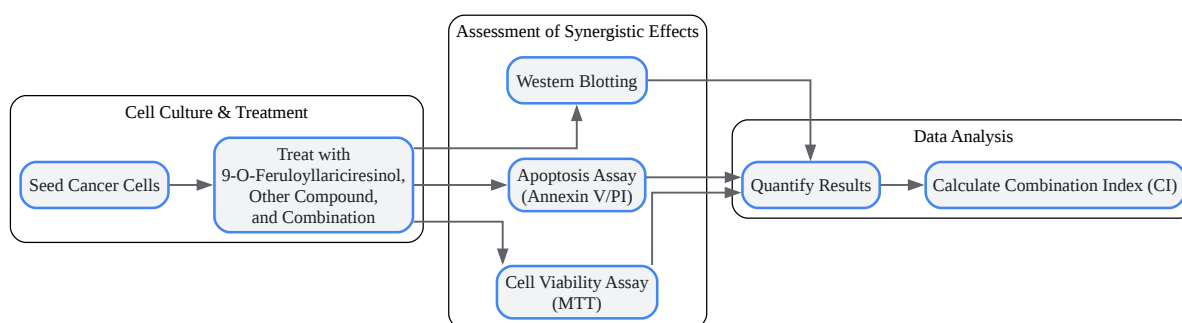 Cell Culture & Treatment
Seed Cancer Cells
Treat with
9-O-Feruloyllariciresinol,
Other Compound,
and Combination
Assessment of Synergistic Effects
Western Blotting
Apoptosis Assay
(Annexin V/PI)
Cell Viability Assay
(MTT)
Data Analysis
Quantify Results
Calculate Combination Index (CI)